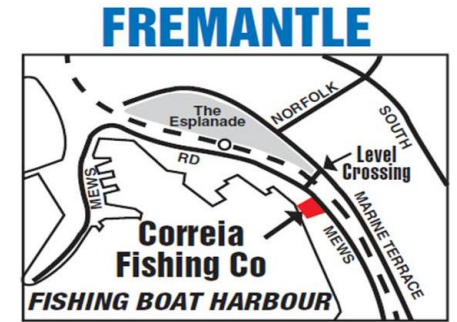 FREMANTLE
The
Esplanade
NORFOLK
SOUTH
Level
Crossing
RD
MEWS
MARINE TERRACE
Correia
Fishing Co
MEWS
FISHING BOAT HARBOUR